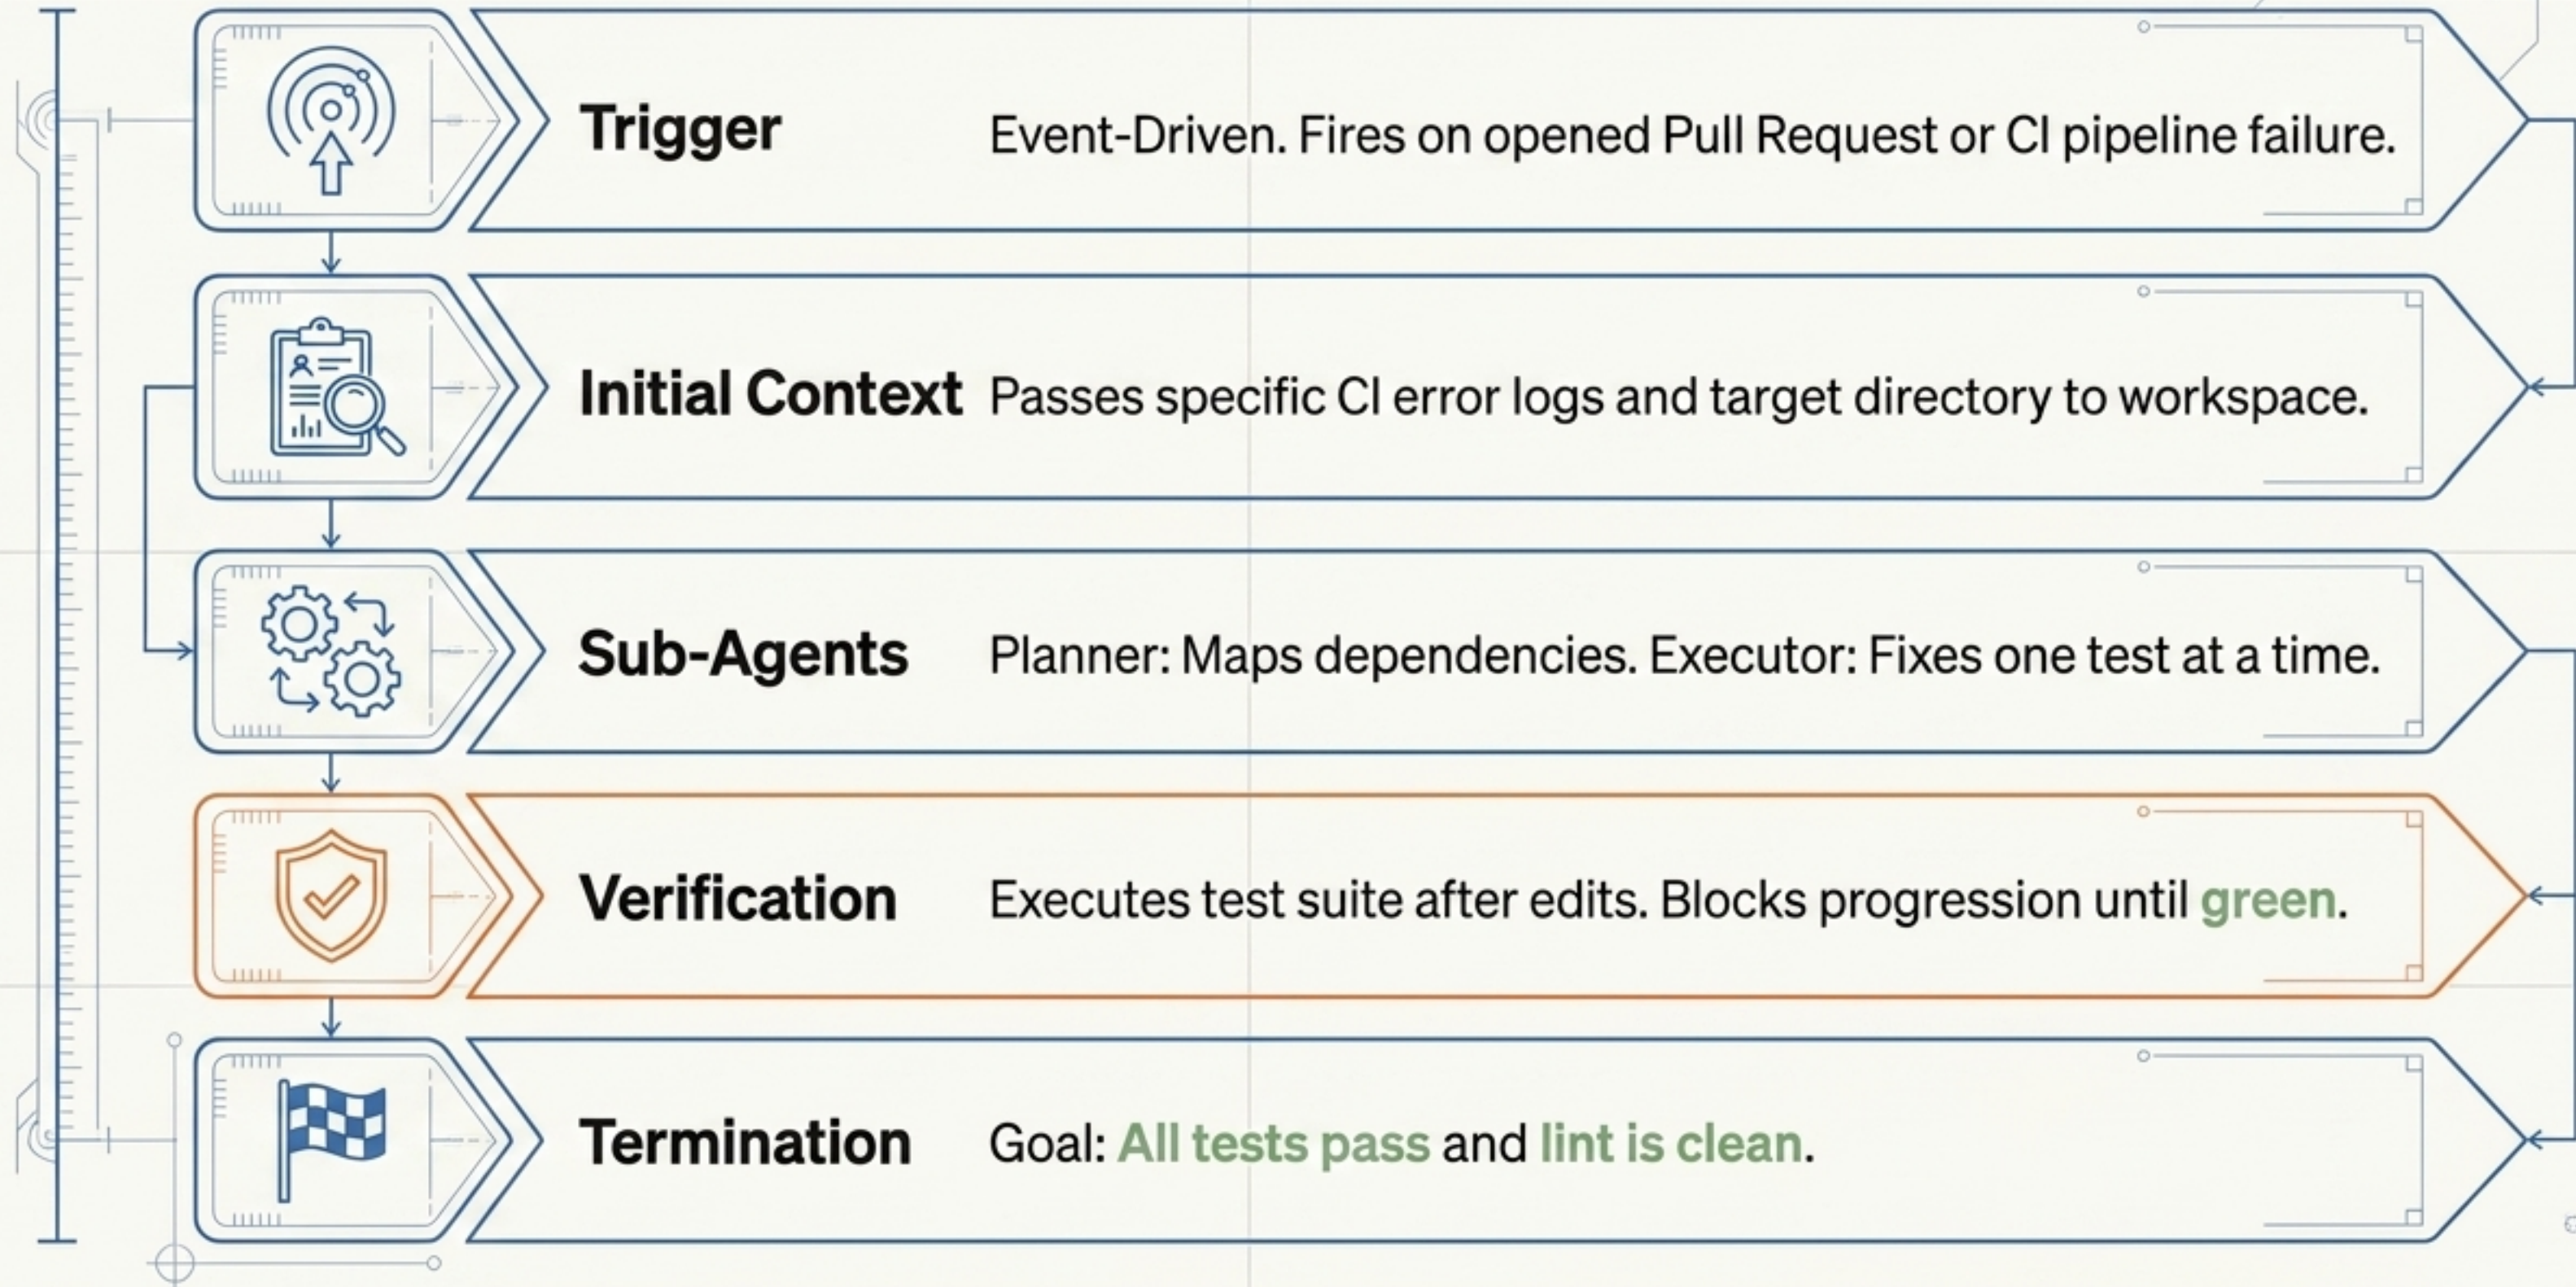 Trigger Event-Driven. Fires on opened Pull Request or CI pipeline failure.
Initial Context Passes specific CI error logs and target directory to workspace.
Sub-Agents Planner: Maps dependencies. Executor: Fixes one test at a time.
Verification Executes test suite after edits. Blocks progression until green.
Termination Goal: All tests pass and lint is clean.